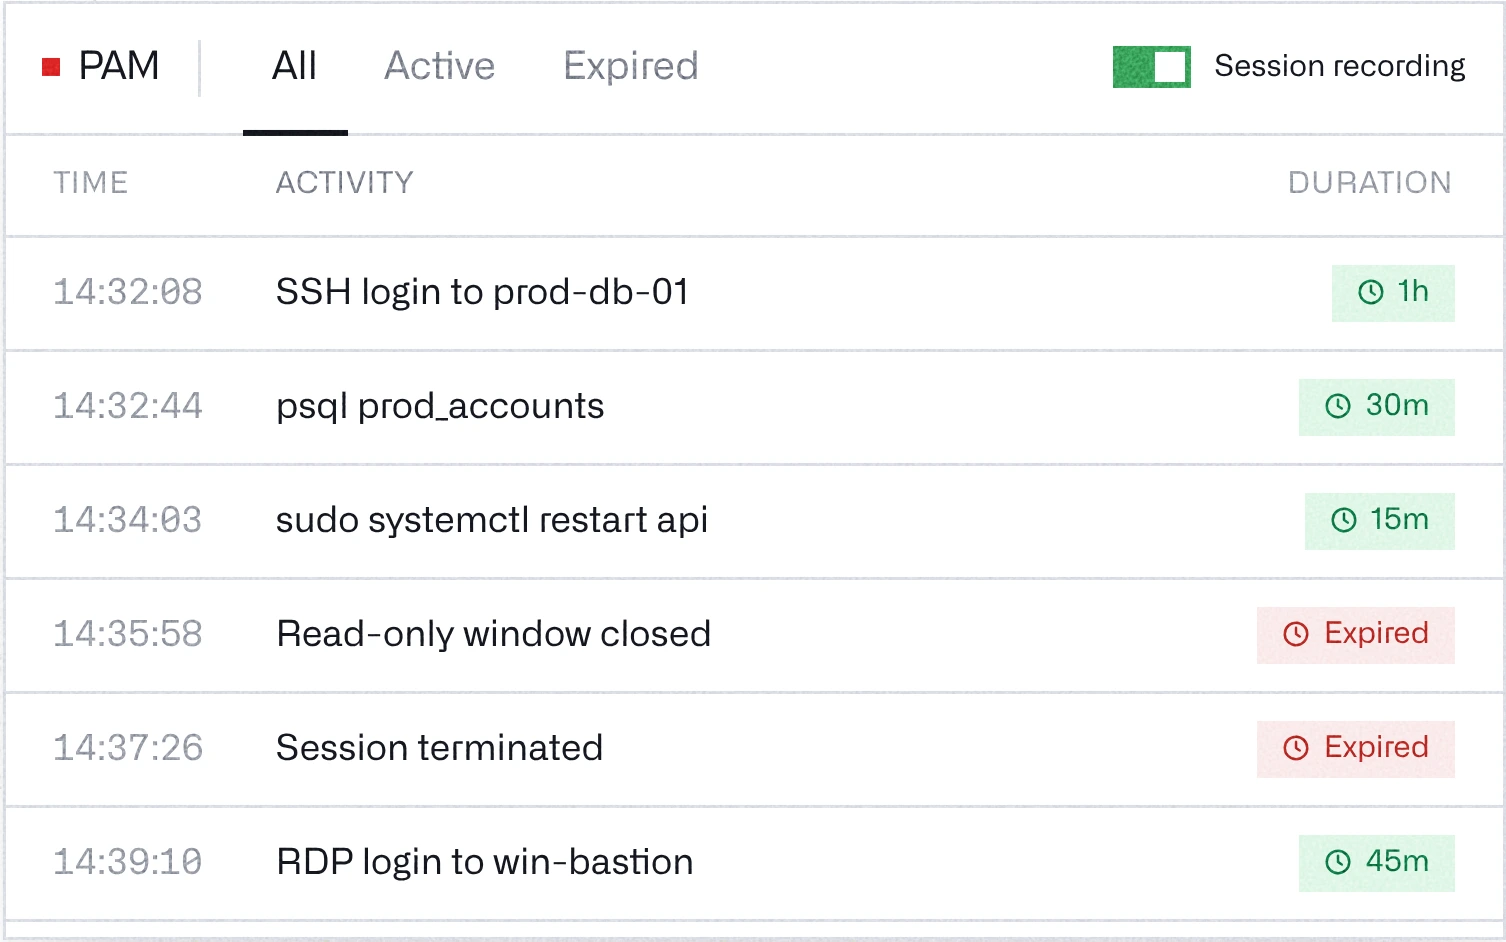 PAM All Active Expired Session recording
TIME ACTIVITY DURATION
14:32:08 SSH login to prod-db-01 1h
14:32:44 psql prod_accounts 30m
14:34:03 sudo systemctl restart api 15m
14:35:58 Read-only window closed Expired
14:37:26 Session terminated Expired
14:39:10 RDP login to win-bastion 45m